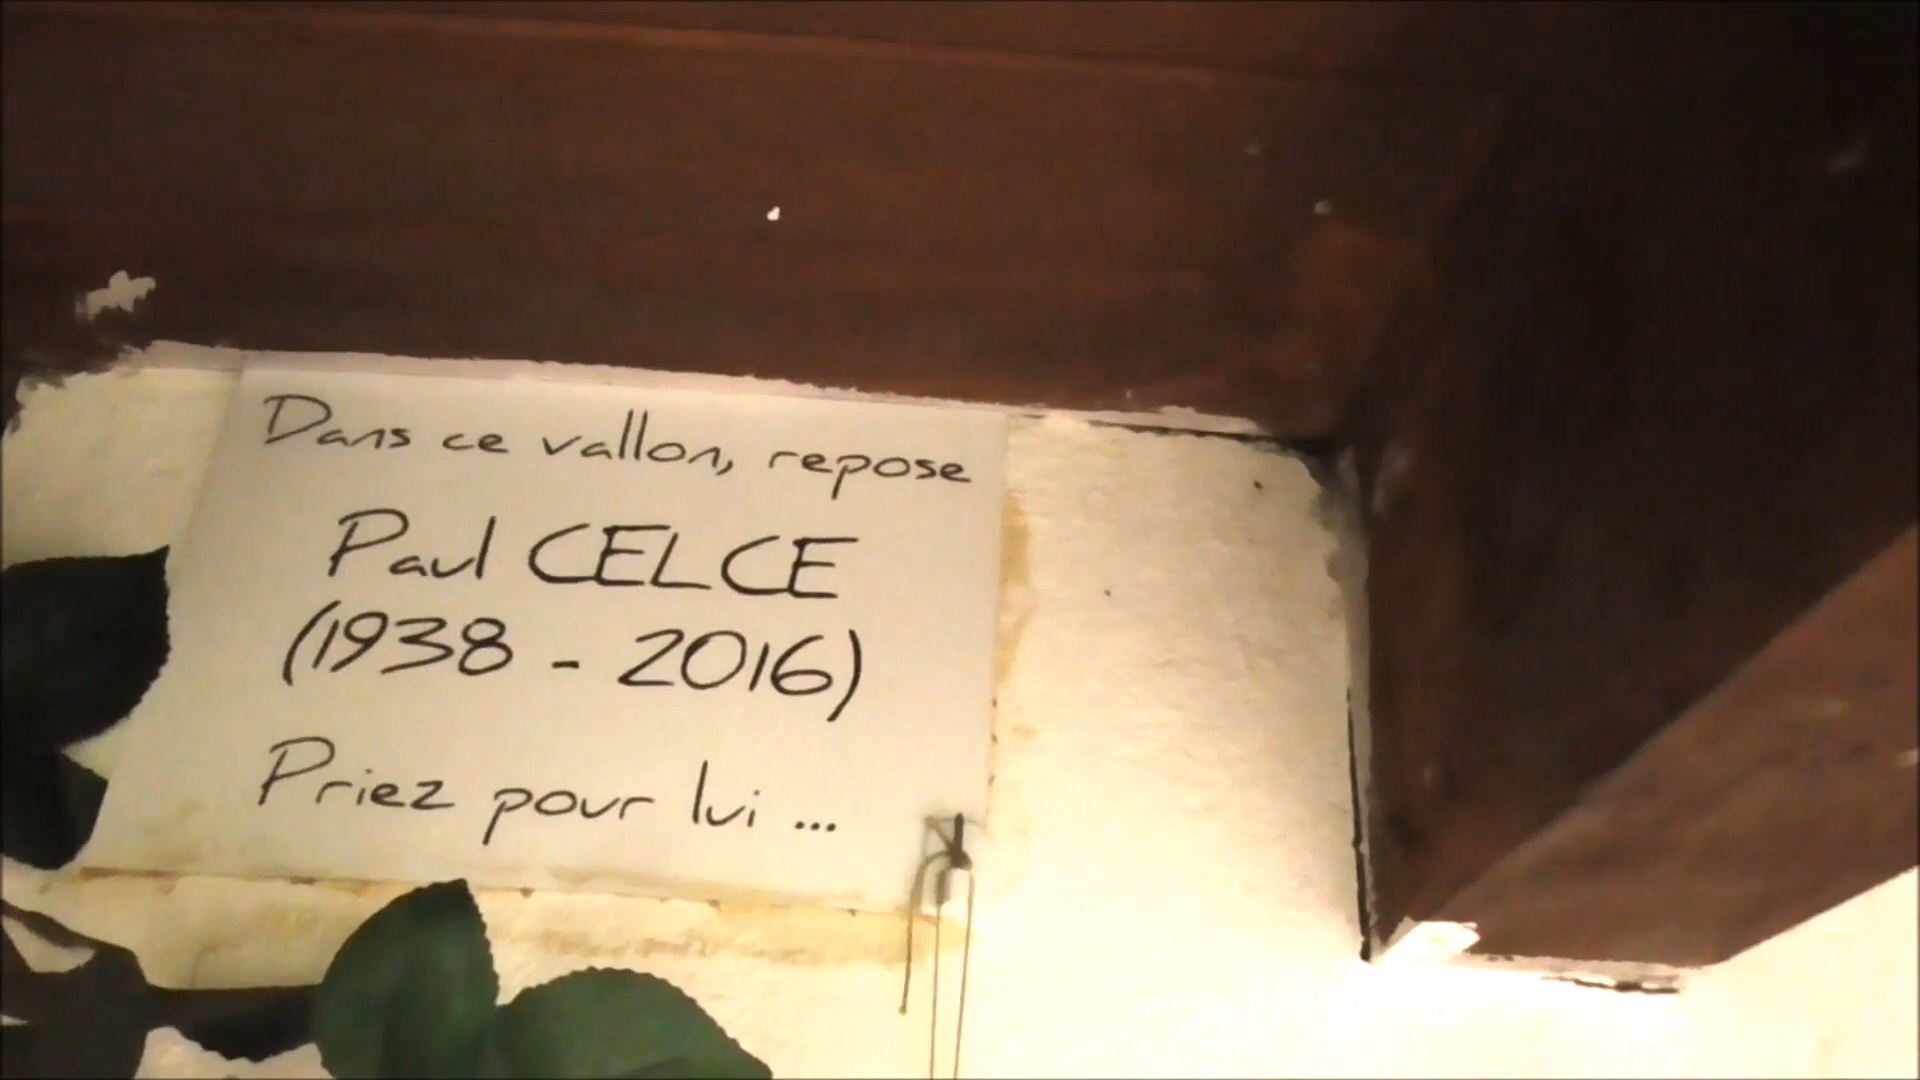 Dans ce vallon, repose
Paul CELCE
(1938 - 2016)
Priez pour lui ...